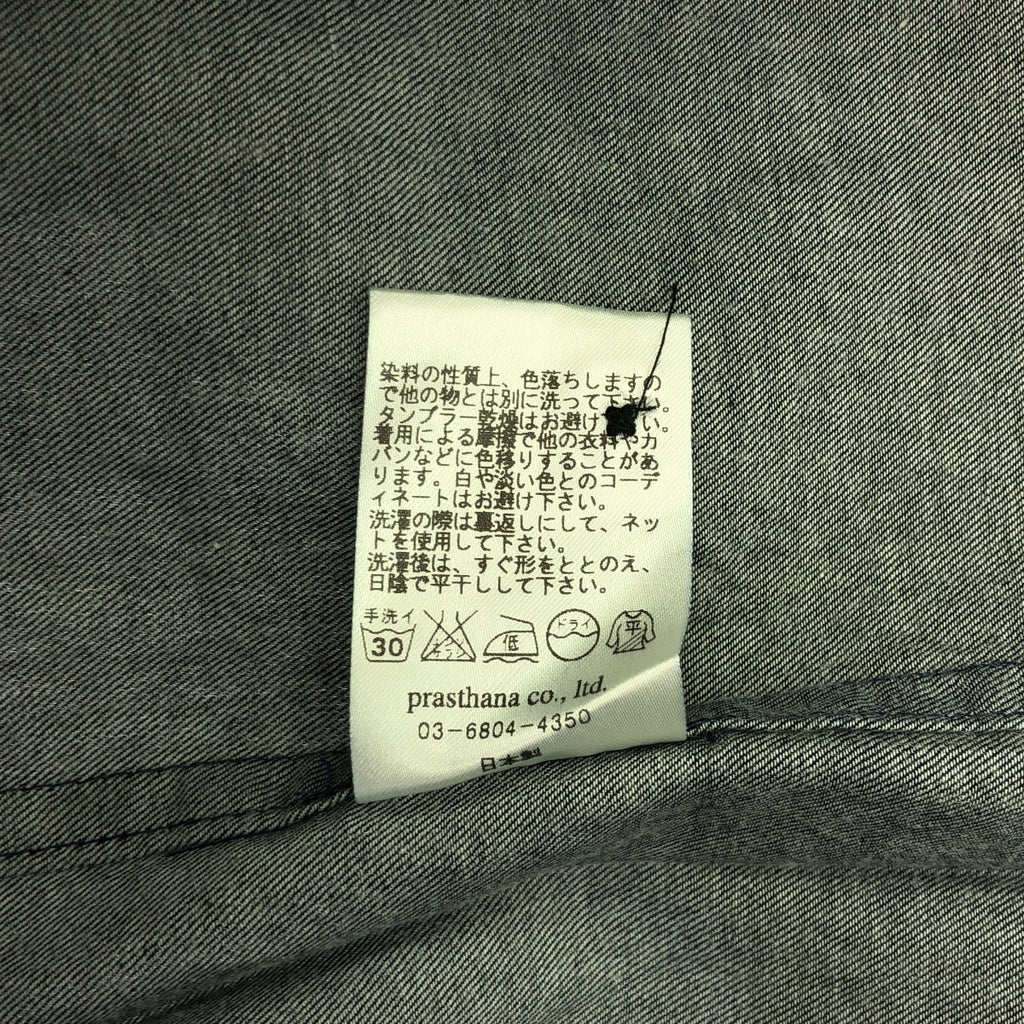 染料の性質上、色落ちしますの
で他の物とは別に洗って下さい。
タンブラー乾燥はお避け い。
着用による摩擦で他の衣料やカ
バンなどに色移りすることがあ
ります。白や淡い色とのコーデ
ィネートはお避け下さい。
洗濯の際は裏返しにして、ネッ
トを使用して下さい。
洗濯後は、すぐ形をととのえ、
日陰で平干しして下さい。
手洗イ
30 エンソサラシ 低 ドライ 平
prasthana co., ltd.
03-6804-4350
日本製